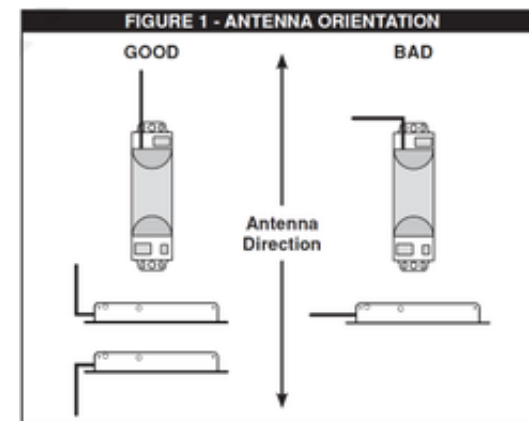 FIGURE 1 - ANTENNA ORIENTATION
GOOD
BAD
Antenna
Direction